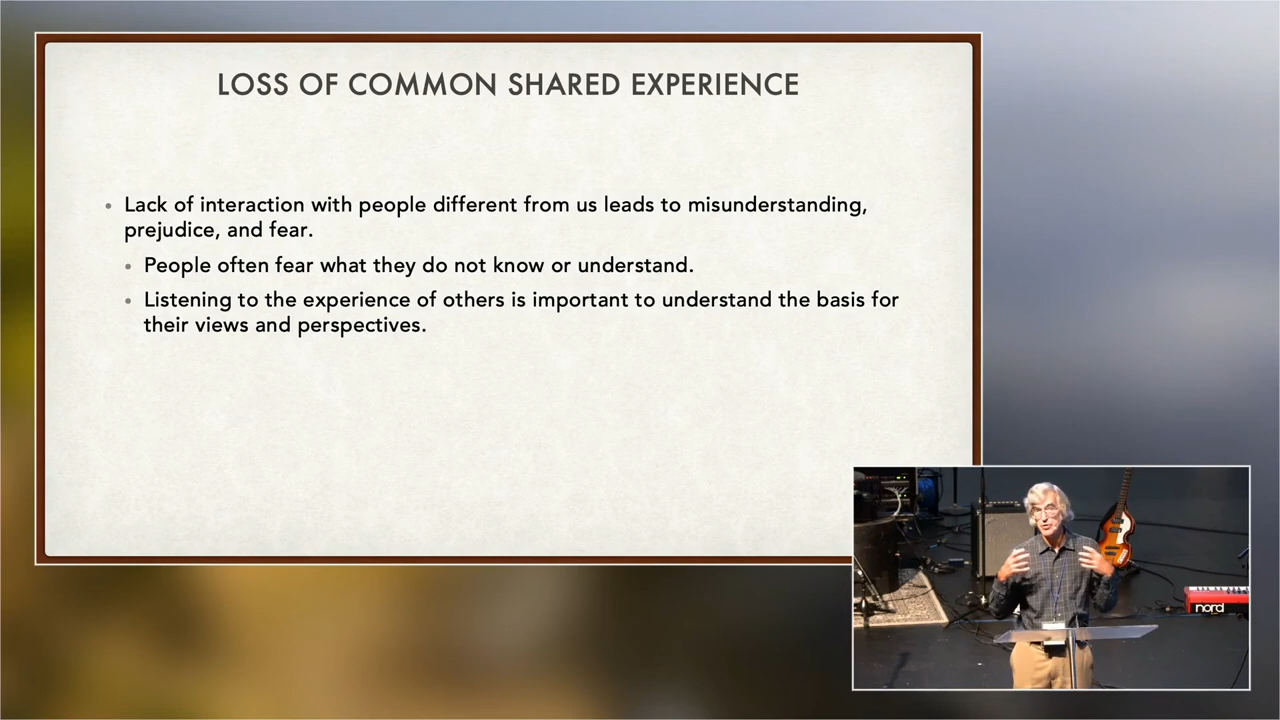 LOSS OF COMMON SHARED EXPERIENCE
• Lack of interaction with people different from us leads to misunderstanding,
prejudice, and fear.
• People often fear what they do not know or understand.
• Listening to the experience of others is important to understand the basis for
their views and perspectives.
nord